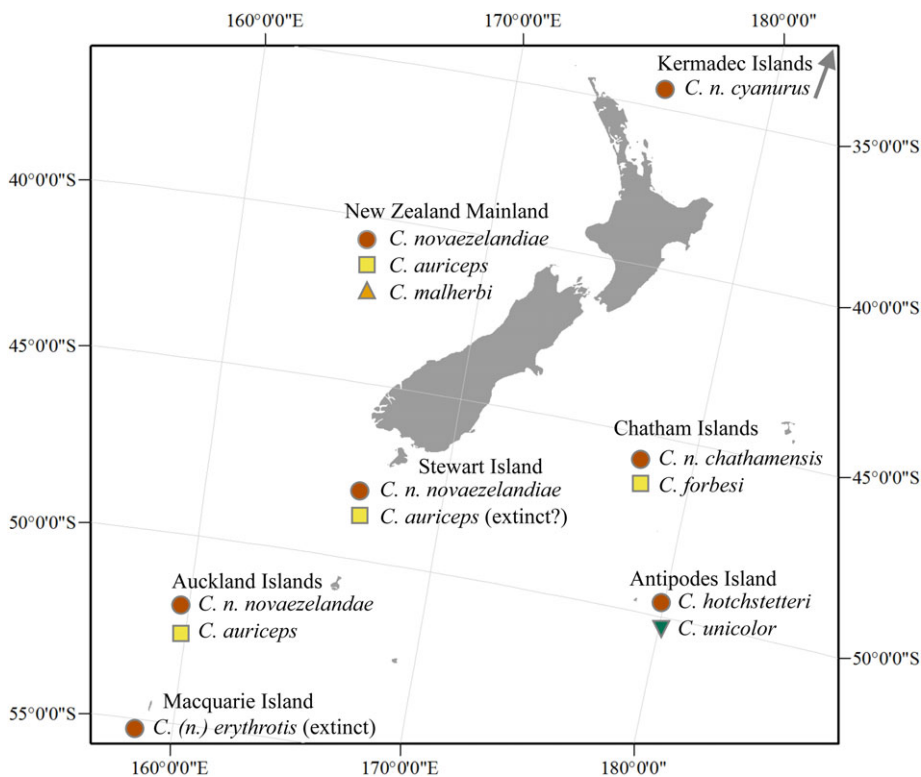 160°0'0"E
170°0'0"E
180°0'0"
Kermadec Islands
C. n. cyanurus
35°0'0"S
40°0'0"S
New Zealand Mainland
C. novaezelandiae
C. auriceps
C. malherbi
40°0'0"S
45°0'0"S
Chatham Islands
C. n. chathamensis
C. forbesi
45°0'0"S
Stewart Island
C. n. novaezelandiae
C. auriceps (extinct?)
50°0'0"S
Auckland Islands
C. n. novaezelandae
C. auriceps
Antipodes Island
C. hotchstetteri
C. unicolor
50°0'0"S
Macquarie Island
C. (n.) erythrotis (extinct)
55°0'0"S
160°0'0"E
170°0'0"E
180°0'0"